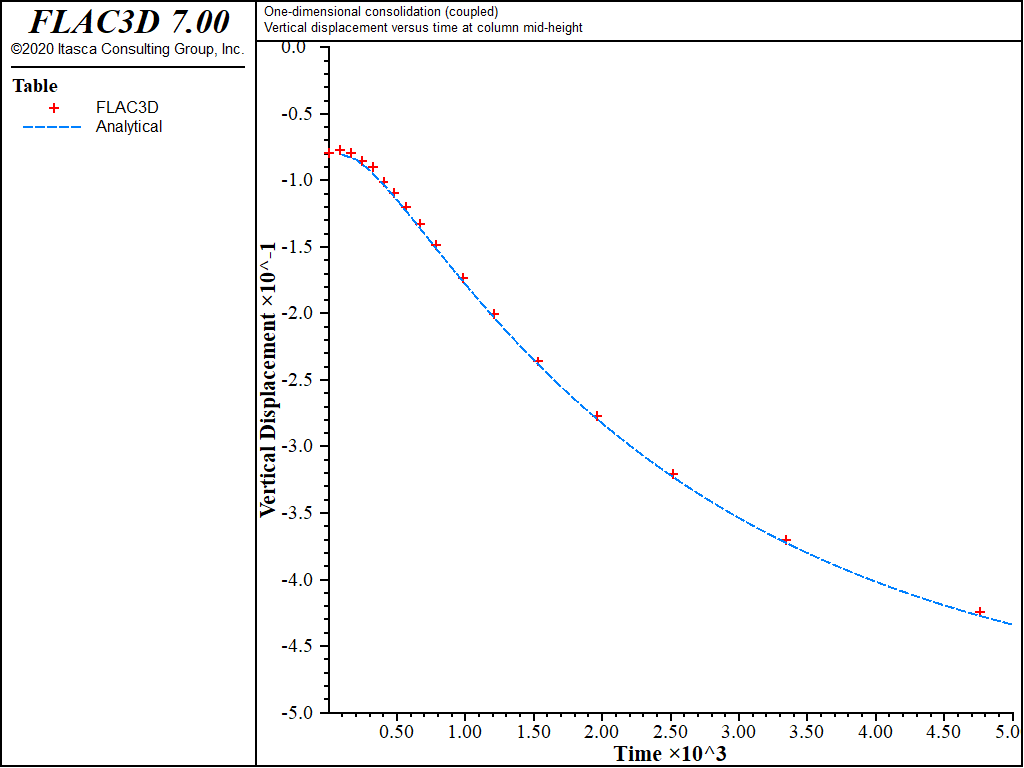 FLAC3D 7.00
©2020 Itasca Consulting Group, Inc.
Table
FLAC3D
Analytical
One-dimensional consolidation (coupled)
Vertical displacement versus time at column mid-height
0.0
-0.5
-1.0
-1.5
-2.0
-2.5
-3.0
-3.5
-4.0
-4.5
-5.0
Vertical Displacement ×10^-1
0.50 1.00 1.50 2.00 2.50 3.00 3.50 4.00 4.50 5.0
Time ×10^3